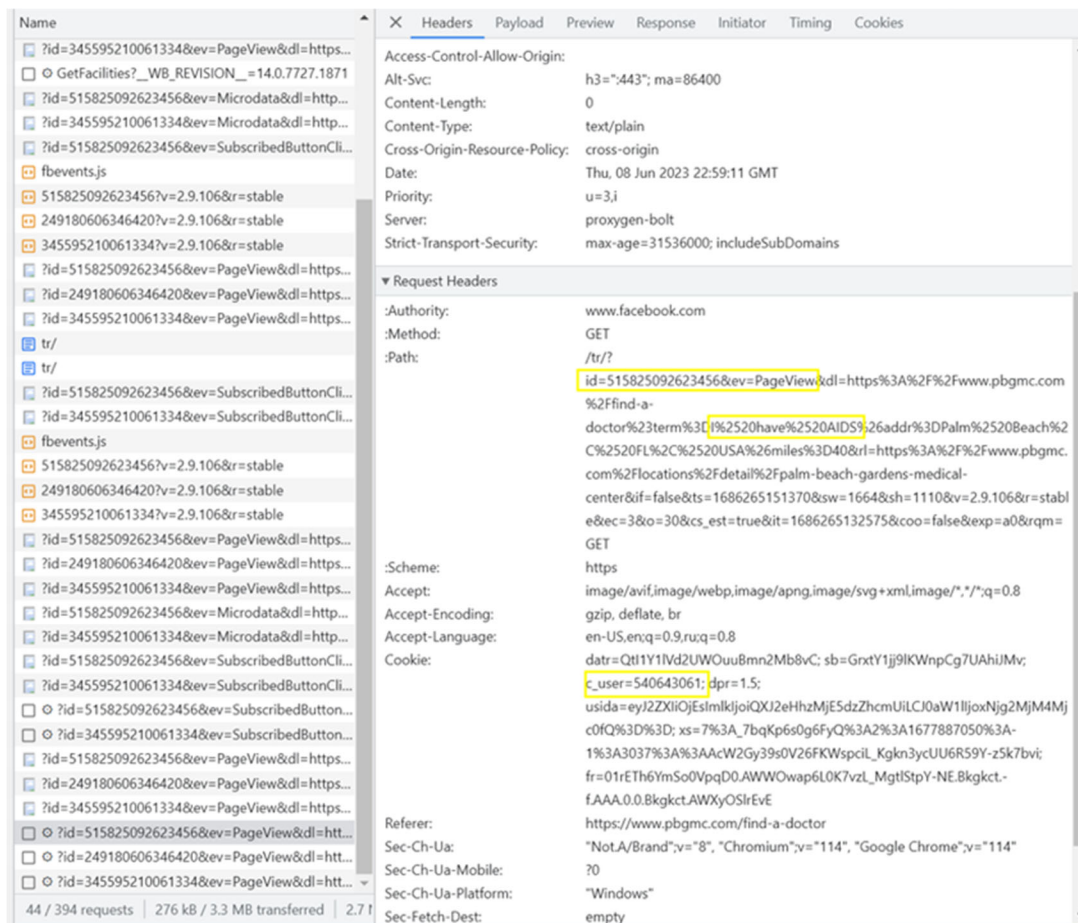 Name
?id=345595210061334&ev=PageView&dl=https...
GetFacilities?__WB_REVISION__=14.0.7727.1871
?id=515825092623456&ev=Microdata&dl=http...
?id=345595210061334&ev=Microdata&dl=http...
?id=515825092623456&ev=SubscribedButtonCli...
fbevents.js
515825092623456?v=2.9.106&r=stable
249180606346420?v=2.9.106&r=stable
345595210061334?v=2.9.106&r=stable
?id=515825092623456&ev=PageView&dl=https...
?id=249180606346420&ev=PageView&dl=https...
?id=345595210061334&ev=PageView&dl=https...
tr/
tr/
?id=515825092623456&ev=SubscribedButtonCli...
?id=345595210061334&ev=SubscribedButtonCli...
fbevents.js
515825092623456?v=2.9.106&r=stable
249180606346420?v=2.9.106&r=stable
345595210061334?v=2.9.106&r=stable
?id=515825092623456&ev=PageView&dl=https...
?id=249180606346420&ev=PageView&dl=https...
?id=345595210061334&ev=PageView&dl=https...
?id=515825092623456&ev=Microdata&dl=http...
?id=345595210061334&ev=Microdata&dl=http...
?id=515825092623456&ev=SubscribedButtonCli...
?id=345595210061334&ev=SubscribedButtonCli...
?id=515825092623456&ev=SubscribedButton...
?id=345595210061334&ev=SubscribedButton...
?id=515825092623456&ev=PageView&dl=https...
?id=249180606346420&ev=PageView&dl=https...
?id=345595210061334&ev=PageView&dl=https...
?id=515825092623456&ev=PageView&dl=htt...
?id=249180606346420&ev=PageView&dl=htt...
?id=345595210061334&ev=PageView&dl=htt...
44 / 394 requests 276 kB / 3.3 MB transferred 2.7
Headers Payload Preview Response Initiator Timing Cookies
Access-Control-Allow-Origin:
Alt-Svc: h3=":443"; ma=86400
Content-Length: 0
Content-Type: text/plain
Cross-Origin-Resource-Policy: cross-origin
Date: Thu, 08 Jun 2023 22:59:11 GMT
Priority: u=3,i
Server: proxygen-bolt
Strict-Transport-Security: max-age=31536000; includeSubDomains
Request Headers
:Authority: www.facebook.com
:Method: GET
:Path: /tr/?
id=515825092623456&ev=PageView&dl=https%3A%2F%2Fwww.pbgmc.com
%2Ffind-a-
doctor%23term%3DI%2520have%2520AIDS%26addr%3DPalm%2520Beach%2
C%2520FL%2C%2520USA%26miles%3D40&rl=https%3A%2F%2Fwww.pbgmc.
com%2Flocations%2Fdetail%2Fpalm-beach-gardens-medical-
center&if=false&ts=1686265151370&sw=1664&sh=1110&v=2.9.106&r=stabl
e&ec=3&o=30&cs_est=true&it=1686265132575&coo=false&exp=a0&rqm=
GET
:Scheme: https
Accept: image/avif,image/webp,image/apng,image/svg+xml,image/*,*/*;q=0.8
Accept-Encoding: gzip, deflate, br
Accept-Language: en-US,en;q=0.9,ru;q=0.8
Cookie:
c_user=540643061; dpr=1.5;
Referer: https://www.pbgmc.com/find-a-doctor
Sec-Ch-Ua: "Not.A/Brand";v="8", "Chromium";v="114", "Google Chrome";v="114"
Sec-Ch-Ua-Mobile: ?0
Sec-Ch-Ua-Platform: "Windows"
Sec-Fetch-Dest: empty